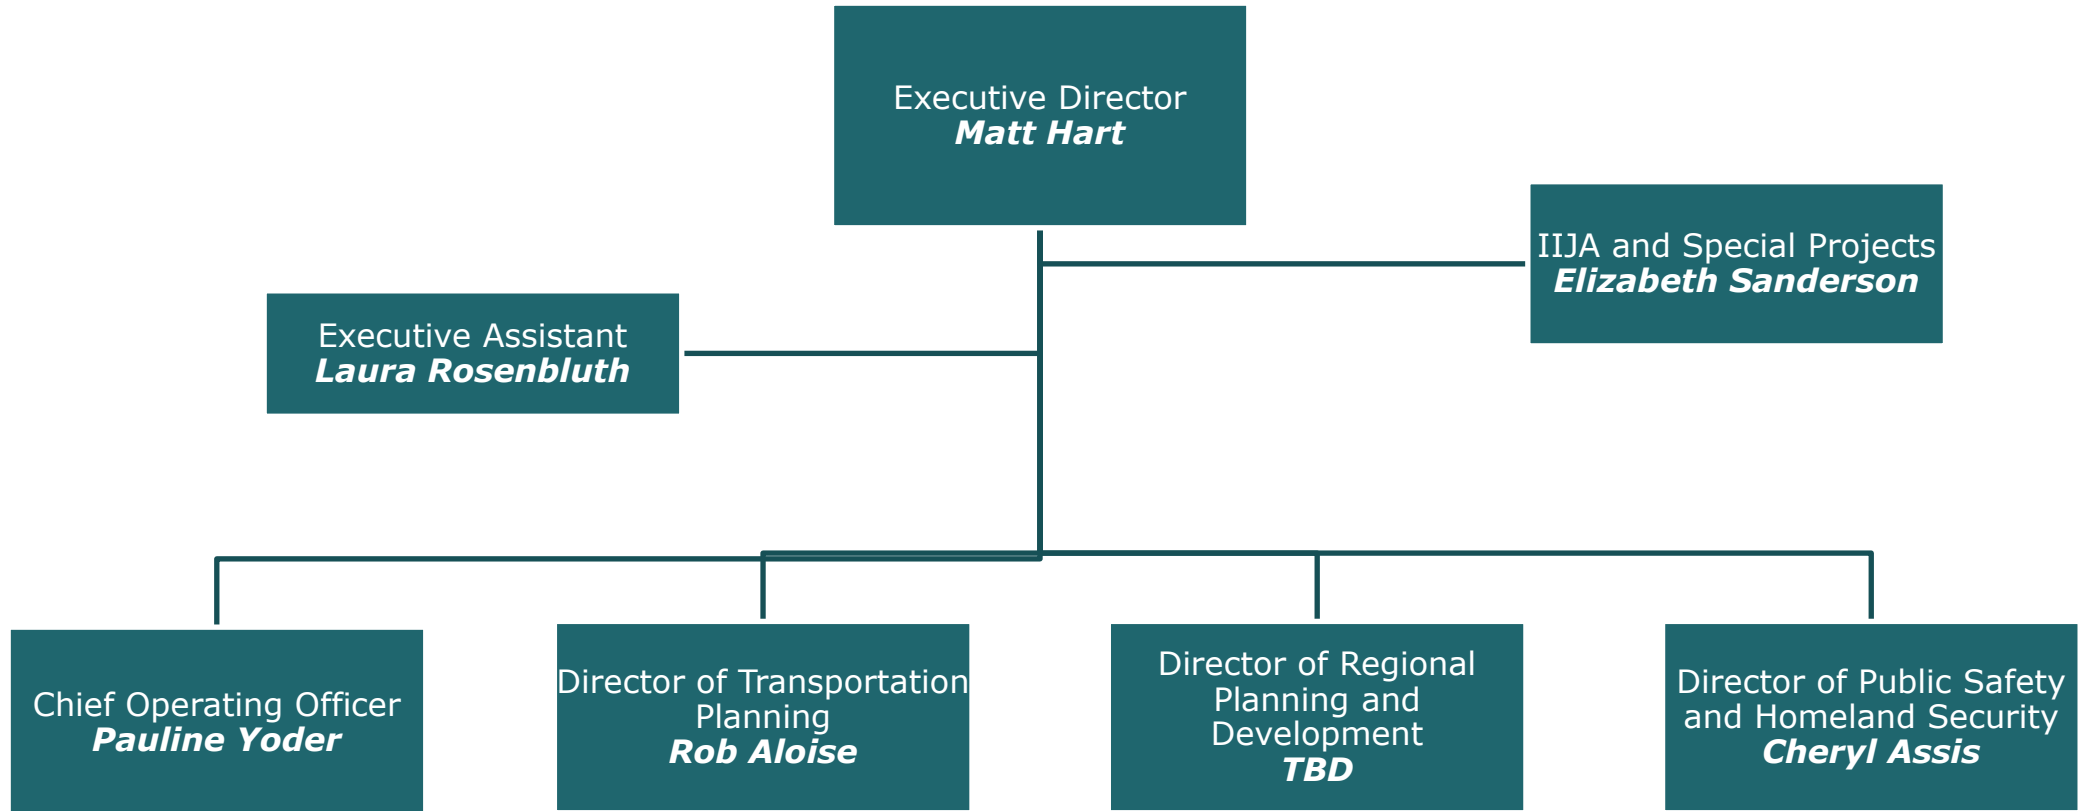 Executive Director
Matt Hart
IIJA and Special Projects
Elizabeth Sanderson
Executive Assistant
Laura Rosenbluth
Chief Operating Officer
Pauline Yoder
Director of Transportation
Planning
Rob Aloise
Director of Regional
Planning and
Development
TBD
Director of Public Safety
and Homeland Security
Cheryl Assis